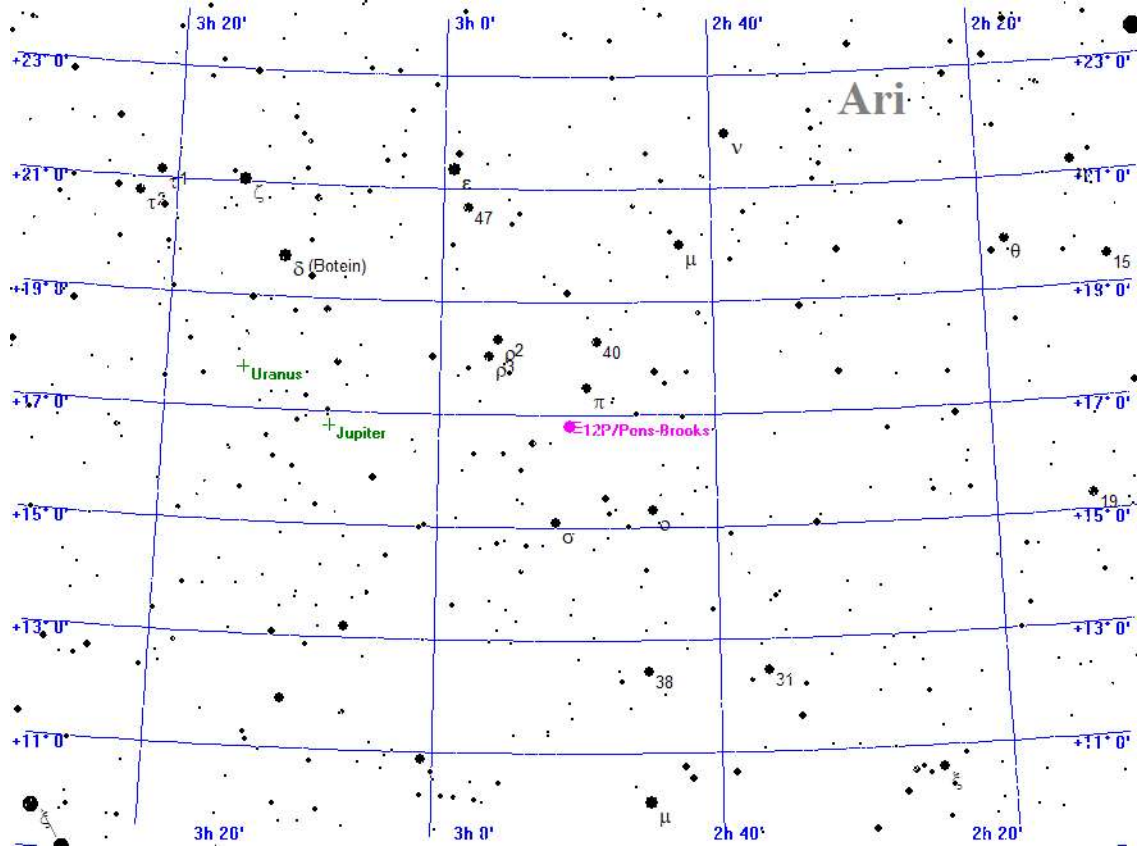 3h 20' 3h 0' 2h 40' 2h 20'
+23° 0' +23° 0'
Ari
ν
τ1 +21° 0'
+21° 0' ζ ε
τ2
47
μ θ 15
δ (Botein)
+19° 0' +19° 0'
ρ2 40
ρ3
Uranus
π
+17° 0' +17° 0'
Jupiter 12P/Pons-Brooks
19
+15° 0' σ ο +15° 0'
+13° 0' +13° 0'
38 31
+11° 0' +11° 0'
ξ
ξ μ
3h 20' 3h 0' 2h 40' 2h 20'